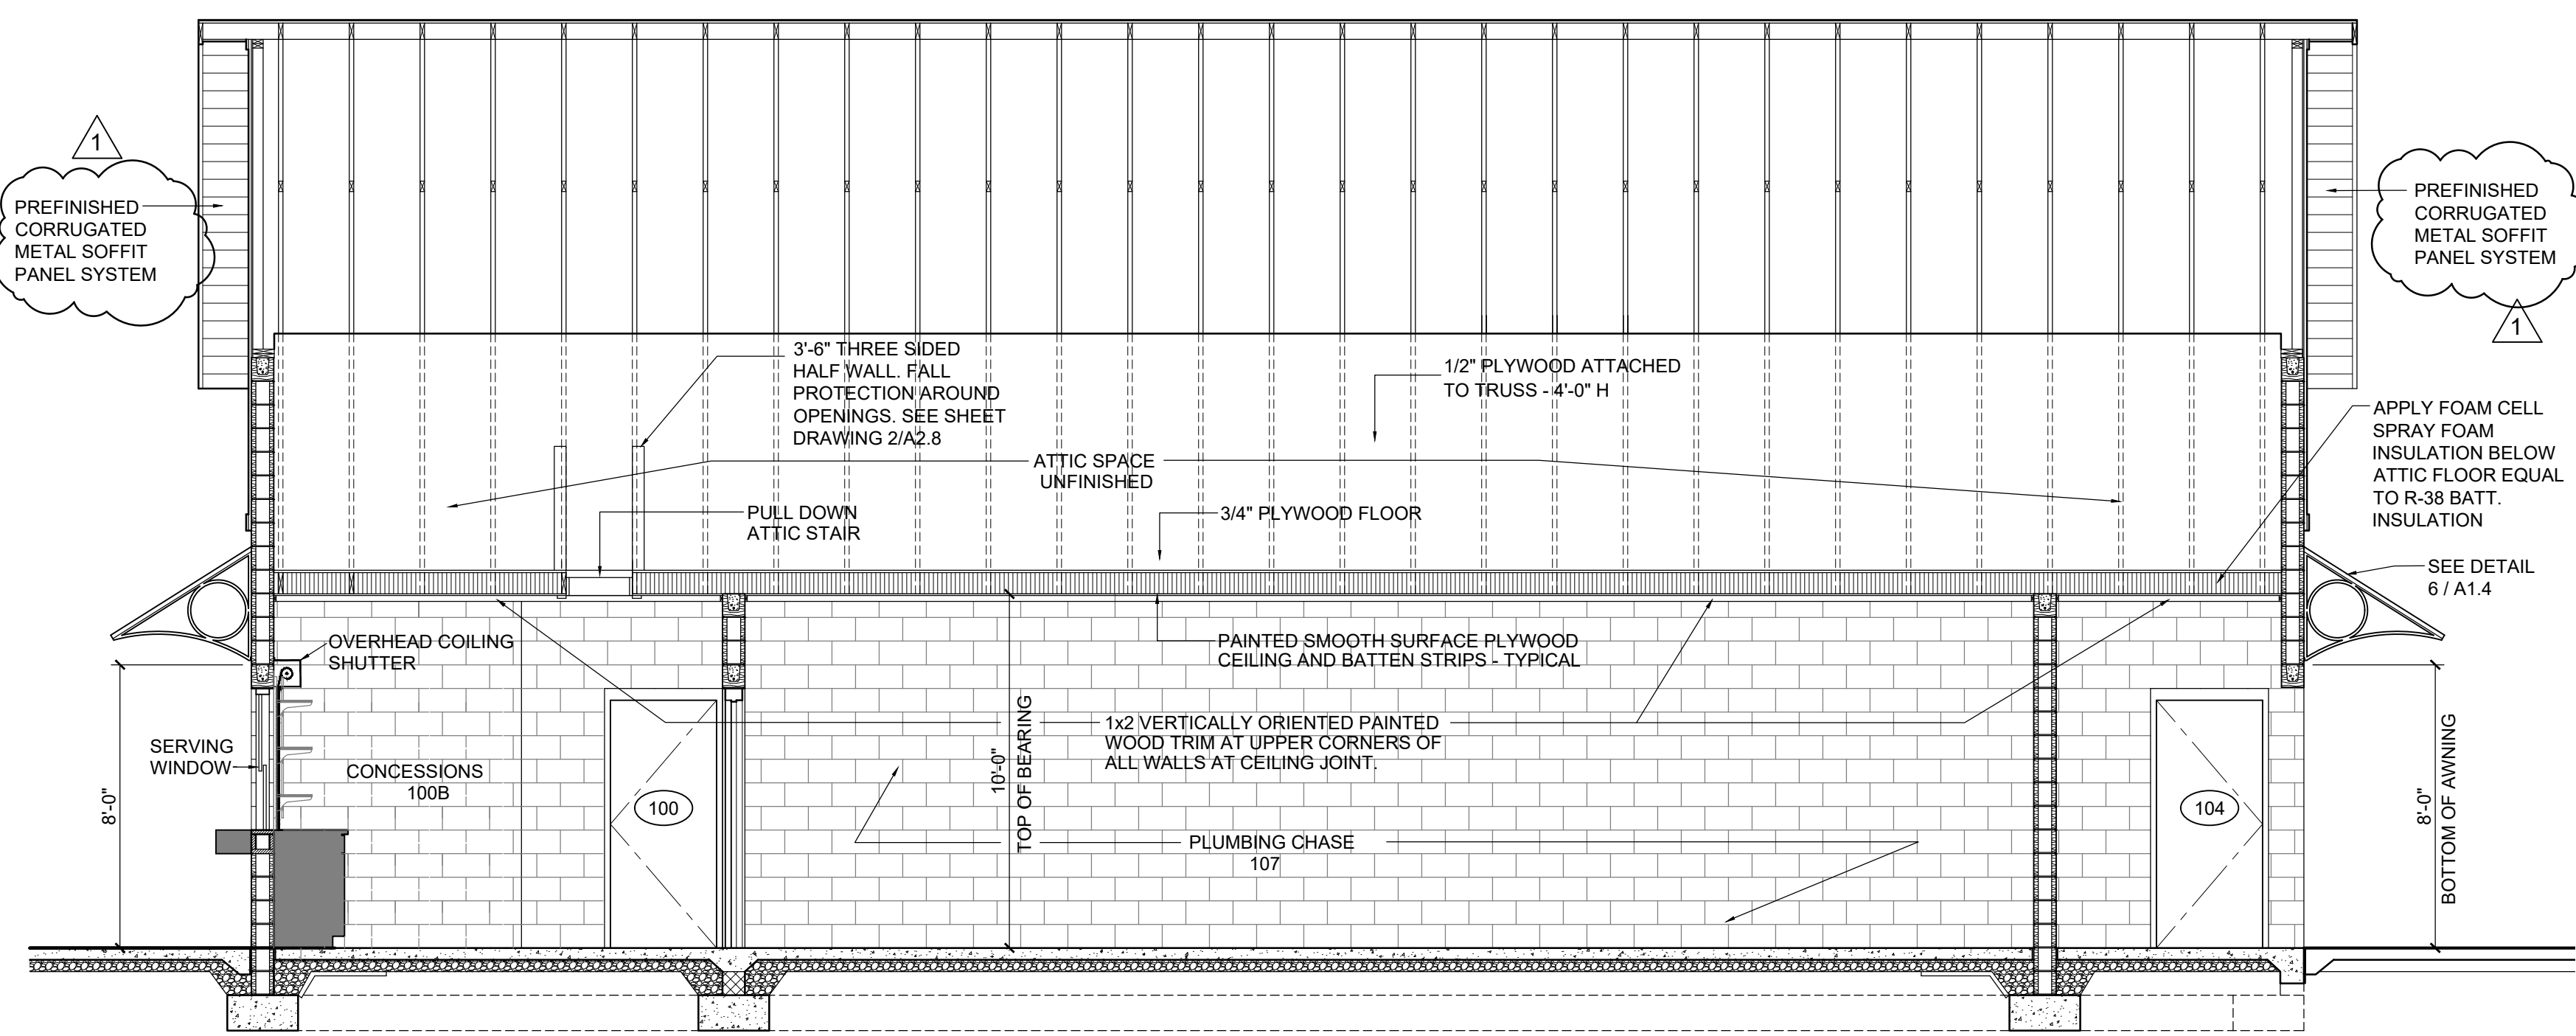 1
PREFINISHED
CORRUGATED
METAL SOFFIT
PANEL SYSTEM
PREFINISHED
CORRUGATED
METAL SOFFIT
PANEL SYSTEM
1
3'-6" THREE SIDED
HALF WALL. FALL
PROTECTION AROUND
OPENINGS. SEE SHEET
DRAWING 2/A2.8
1/2" PLYWOOD ATTACHED
TO TRUSS - 4'-0" H
APPLY FOAM CELL
SPRAY FOAM
INSULATION BELOW
ATTIC FLOOR EQUAL
TO R-38 BATT.
INSULATION
ATTIC SPACE
UNFINISHED
PULL DOWN
ATTIC STAIR
3/4" PLYWOOD FLOOR
SEE DETAIL
6 / A1.4
OVERHEAD COILING
SHUTTER
PAINTED SMOOTH SURFACE PLYWOOD
CEILING AND BATTEN STRIPS - TYPICAL
1x2 VERTICALLY ORIENTED PAINTED
WOOD TRIM AT UPPER CORNERS OF
ALL WALLS AT CEILING JOINT.
SERVING
WINDOW
CONCESSIONS
100B
8'-0"
100
10'-0"
TOP OF BEARING
PLUMBING CHASE
107
104
8'-0"
BOTTOM OF AWNING